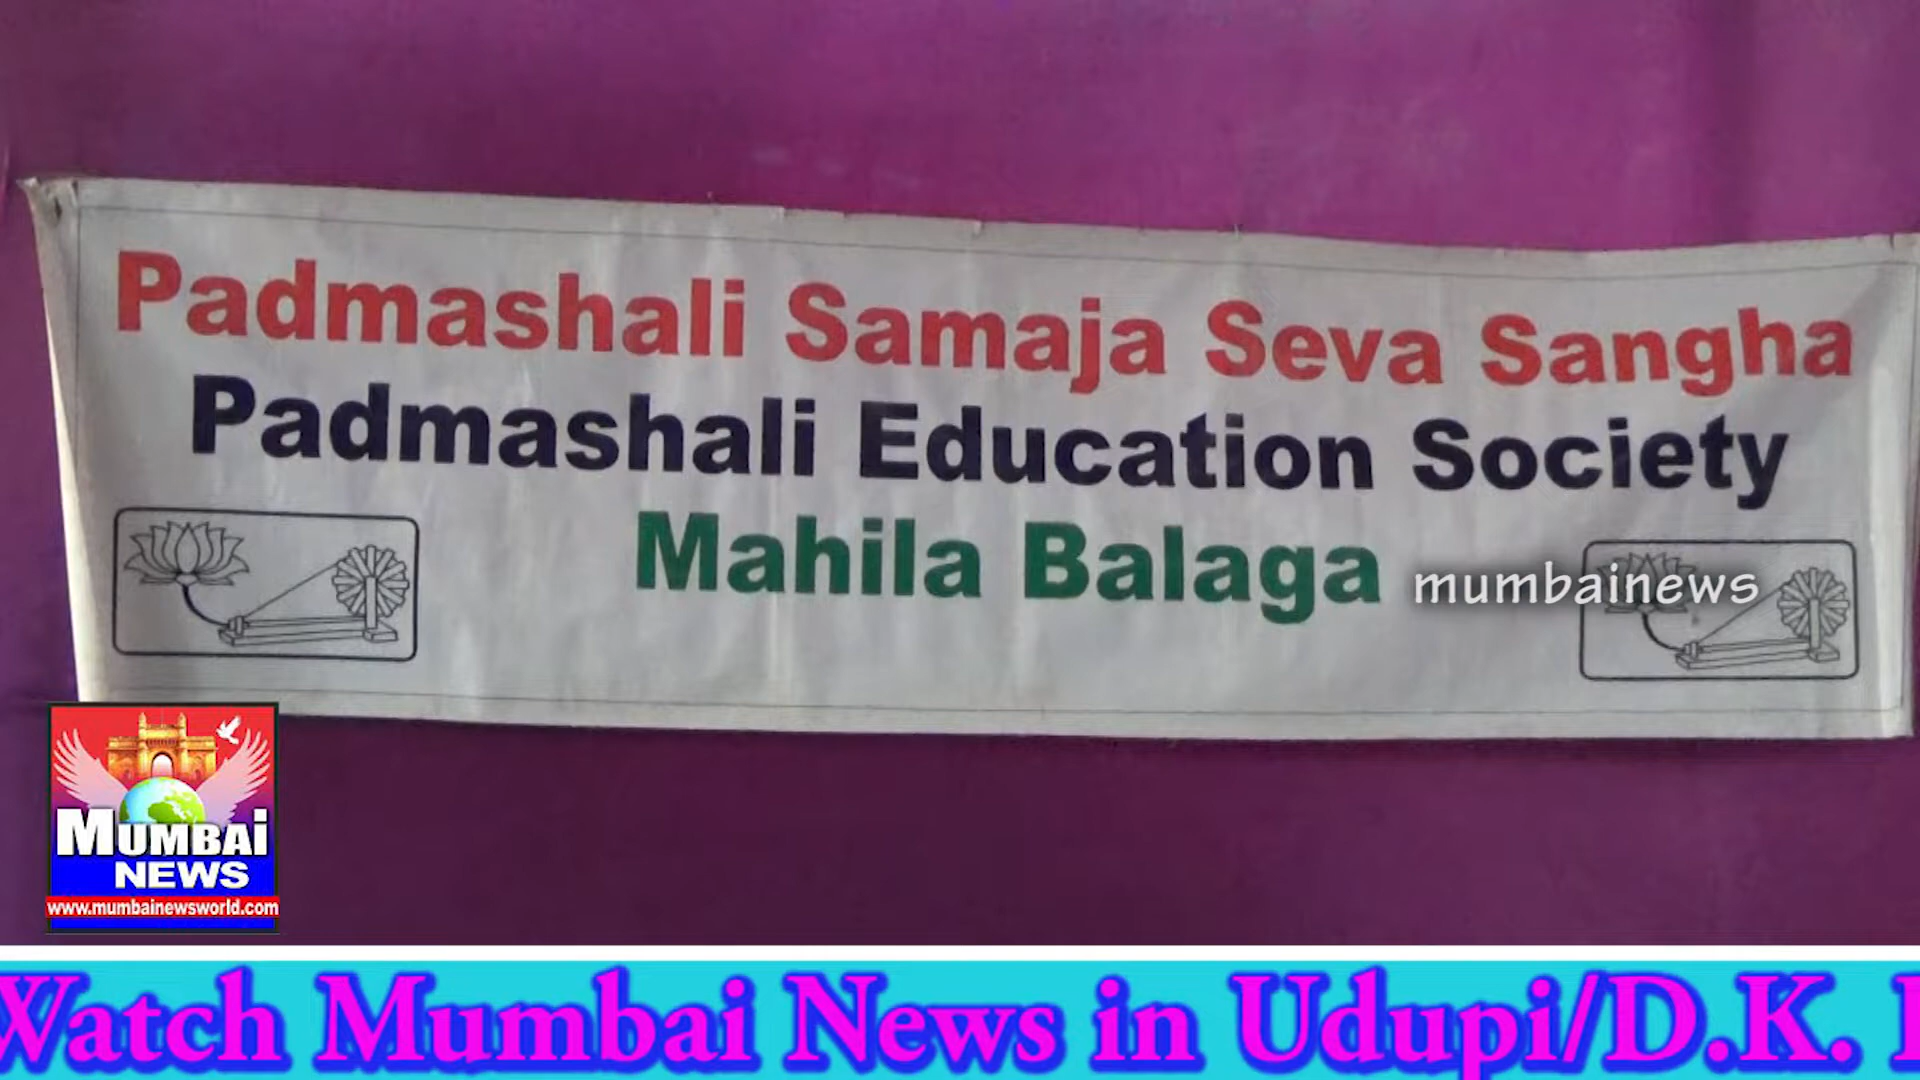 Padmashali Samaja Seva Sangha
Padmashali Education Society
Mahila Balaga
mumbainews
MUMBAi
NEWS
www.mumbainewsworld.com
Watch Mumbai News in Udupi/D.K.